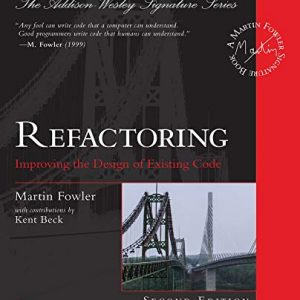 The Addison-Wesley Signature Series
"Any fool can write code that a computer can understand.
Good programmers write code that humans can understand."
—M. Fowler (1999)
A MARTIN FOWLER SIGNATURE BOOK
Martin
REFACTORING
Improving the Design of Existing Code
Martin Fowler
with contributions by
Kent Beck
SECOND EDITION